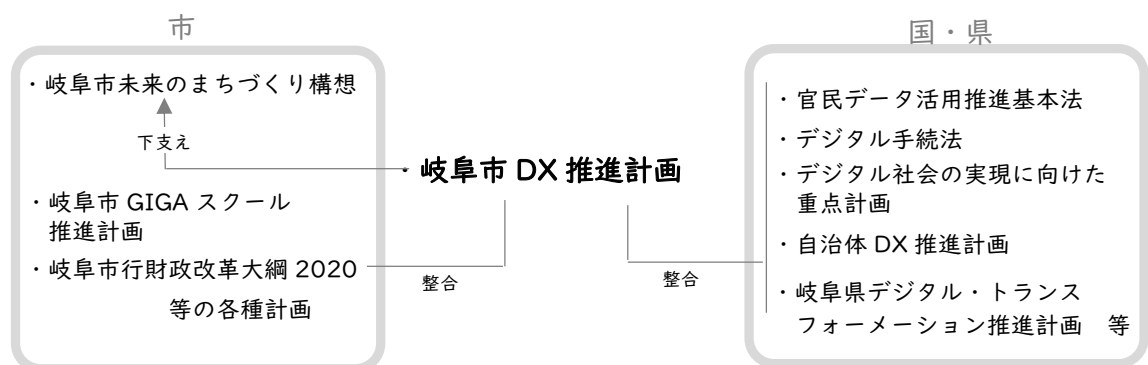 市
・岐阜市未来のまちづくり構想
下支え
・岐阜市 GIGA スクール
推進計画
・岐阜市行財政改革大綱 2020
等の各種計画
整合
・岐阜市 DX 推進計画
整合
国・県
・官民データ活用推進基本法
・デジタル手続法
・デジタル社会の実現に向けた
重点計画
・自治体 DX 推進計画
・岐阜県デジタル・トランス
フォーメーション推進計画　等